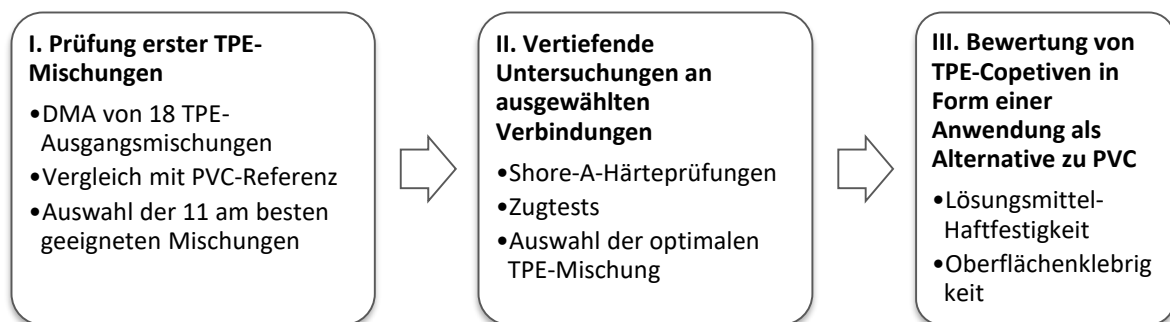 I. Prüfung erster TPE-
Mischungen
•DMA von 18 TPE-
Ausgangsmischungen
•Vergleich mit PVC-Referenz
•Auswahl der 11 am besten
geeigneten Mischungen
II. Vertiefende
Untersuchungen an
ausgewählten
Verbindungen
•Shore-A-Härteprüfungen
•Zugtests
•Auswahl der optimalen
TPE-Mischung
III. Bewertung von
TPE-Copetiven in
Form einer
Anwendung als
Alternative zu PVC
•Lösungsmittel-
Haftfestigkeit
•Oberflächenklebrig
keit